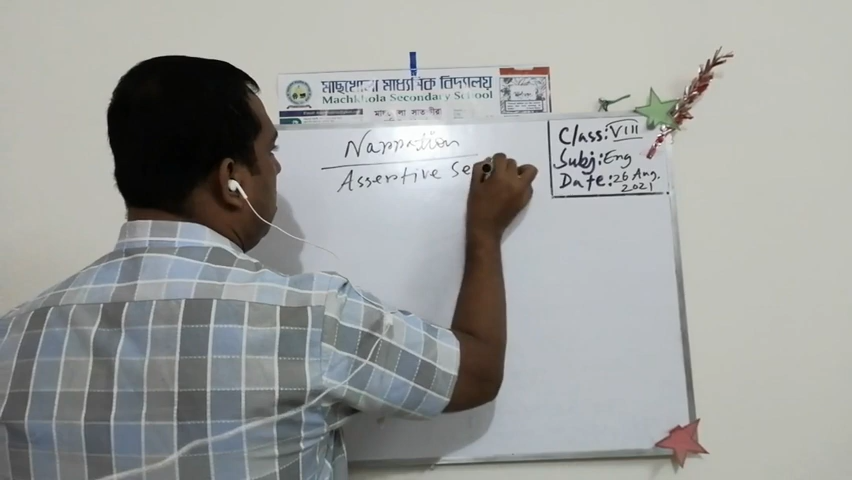 মাছখোলা মাধ্যমিক বিদ্যালয়
Machkhola Secondary School
Narration
Assertive Se
Class: VIII
Subj: Eng
Date: 26 Aug.
2021